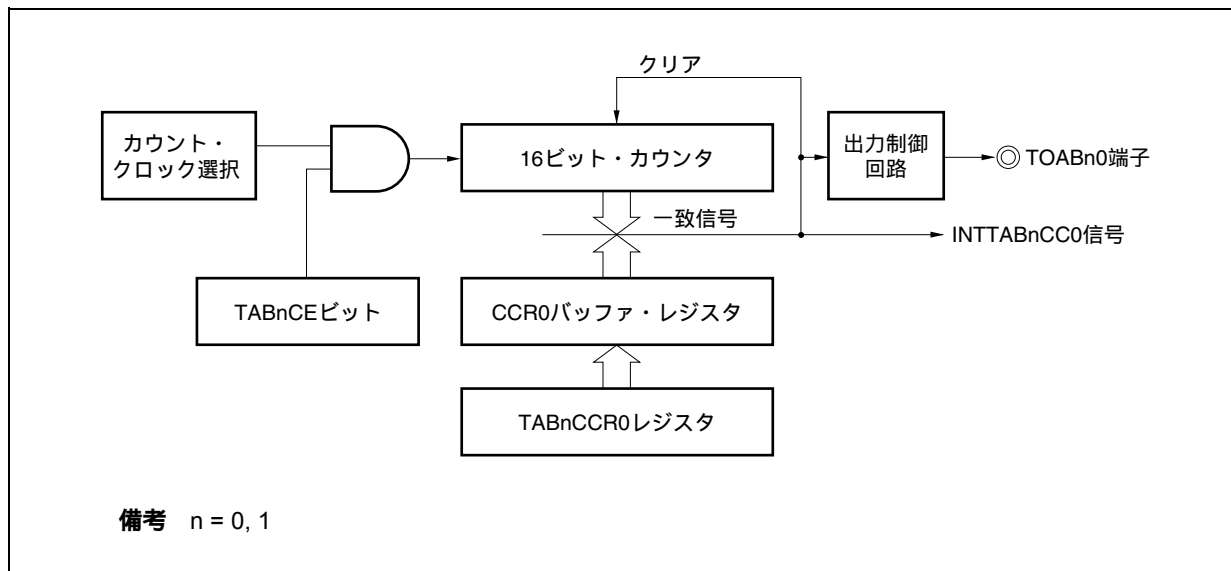 クリア
カウント・
クロック選択
16ビット・カウンタ
出力制御
回路
TOABn0端子
一致信号
INTTABnCC0信号
TABnCEビット
CCR0バッファ・レジスタ
TABnCCR0レジスタ
備考 n = 0, 1